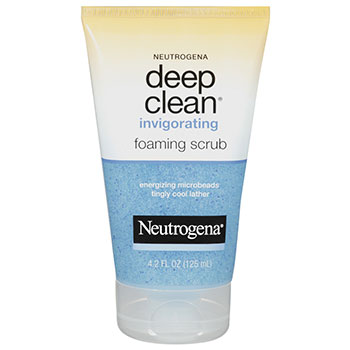 NEUTROGENA
deep
clean®
invigorating
foaming scrub
energizing microbeads
tingly cool lather
Neutrogena®
4.2 FL OZ (125 mL)